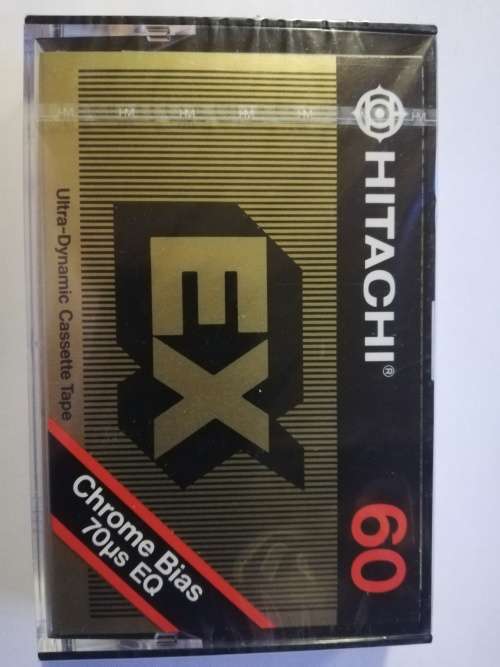 HITACHI® 60
EX
Ultra-Dynamic Cassette Tape
Chrome Bias
70µs EQ